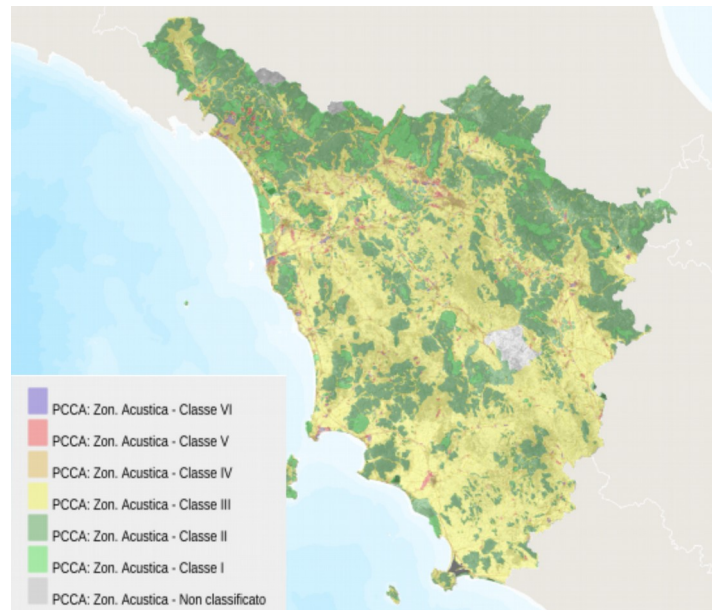 PCCA: Zon. Acustica - Classe VI
PCCA: Zon. Acustica - Classe V
PCCA: Zon. Acustica - Classe IV
PCCA: Zon. Acustica - Classe III
PCCA: Zon. Acustica - Classe II
PCCA: Zon. Acustica - Classe I
PCCA: Zon. Acustica - Non classificato